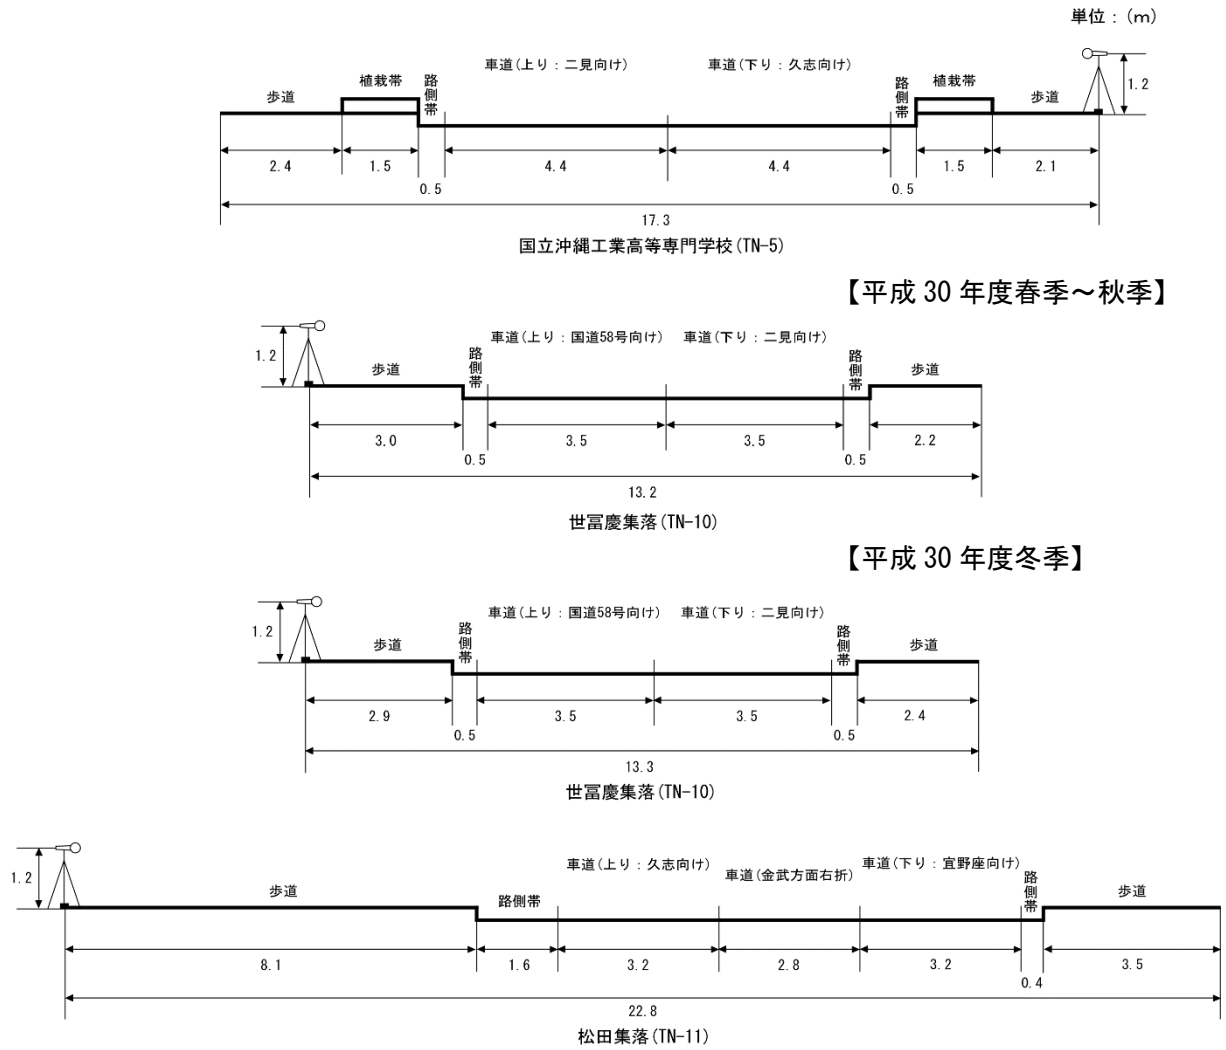 単位：(m)
車道(上り：二見向け)
車道(下り：久志向け)
歩道
植栽帯
路側帯
路側帯
植栽帯
歩道
1.2
2.4
1.5
0.5
4.4
4.4
0.5
1.5
2.1
17.3
国立沖縄工業高等専門学校(TN-5)
【平成 30 年度春季～秋季】
1.2
歩道
路側帯
車道(上り：国道58号向け)
車道(下り：二見向け)
路側帯
歩道
3.0
0.5
3.5
3.5
0.5
2.2
13.2
世冨慶集落(TN-10)
【平成 30 年度冬季】
1.2
歩道
路側帯
車道(上り：国道58号向け)
車道(下り：二見向け)
路側帯
歩道
2.9
0.5
3.5
3.5
0.5
2.4
13.3
世冨慶集落(TN-10)
1.2
歩道
路側帯
車道(上り：久志向け)
車道(金武方面右折)
車道(下り：宜野座向け)
路側帯
歩道
8.1
1.6
3.2
2.8
3.2
0.4
3.5
22.8
松田集落(TN-11)